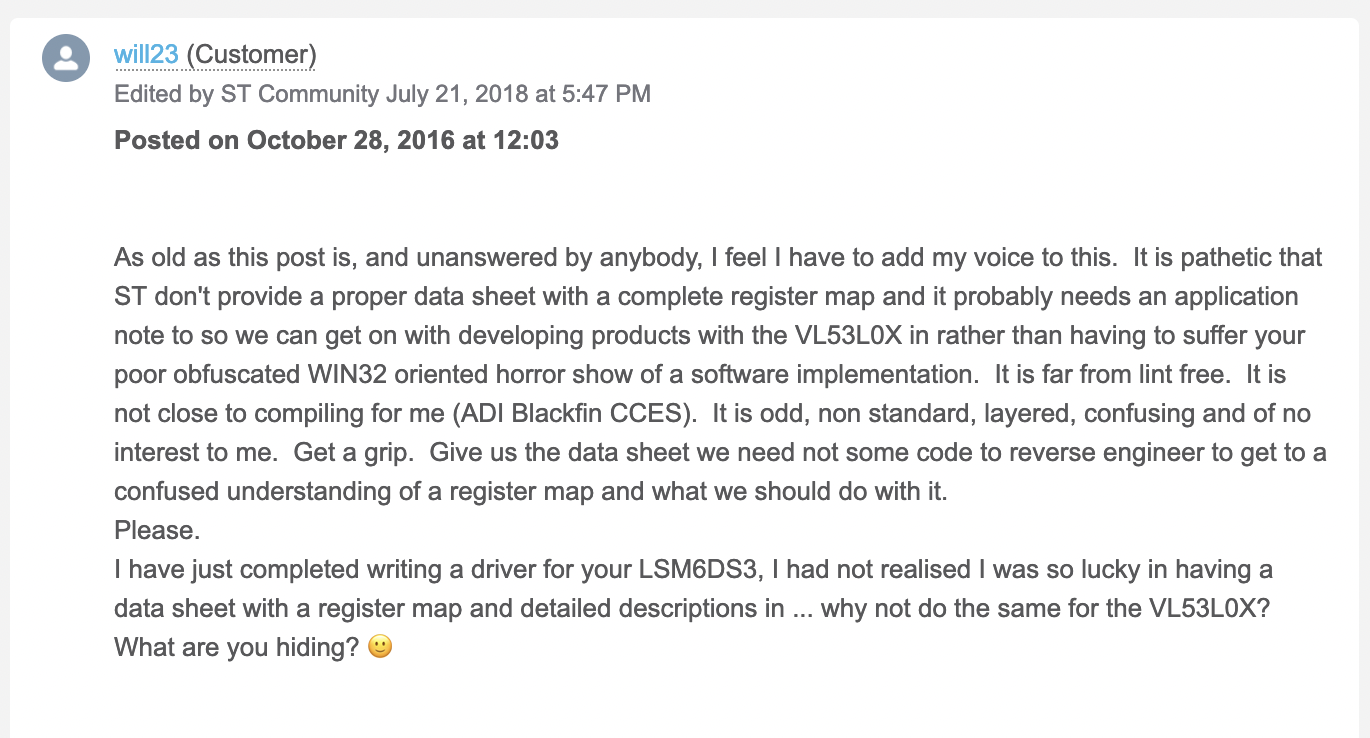 will23 (Customer)
Edited by ST Community July 21, 2018 at 5:47 PM
Posted on October 28, 2016 at 12:03
As old as this post is, and unanswered by anybody, I feel I have to add my voice to this.  It is pathetic that
ST don't provide a proper data sheet with a complete register map and it probably needs an application
note to so we can get on with developing products with the VL53L0X in rather than having to suffer your
poor obfuscated WIN32 oriented horror show of a software implementation.  It is far from lint free.  It is
not close to compiling for me (ADI Blackfin CCES).  It is odd, non standard, layered, confusing and of no
interest to me.  Get a grip.  Give us the data sheet we need not some code to reverse engineer to get to a
confused understanding of a register map and what we should do with it.
Please.
I have just completed writing a driver for your LSM6DS3, I had not realised I was so lucky in having a
data sheet with a register map and detailed descriptions in ... why not do the same for the VL53L0X?
What are you hiding? 🙂